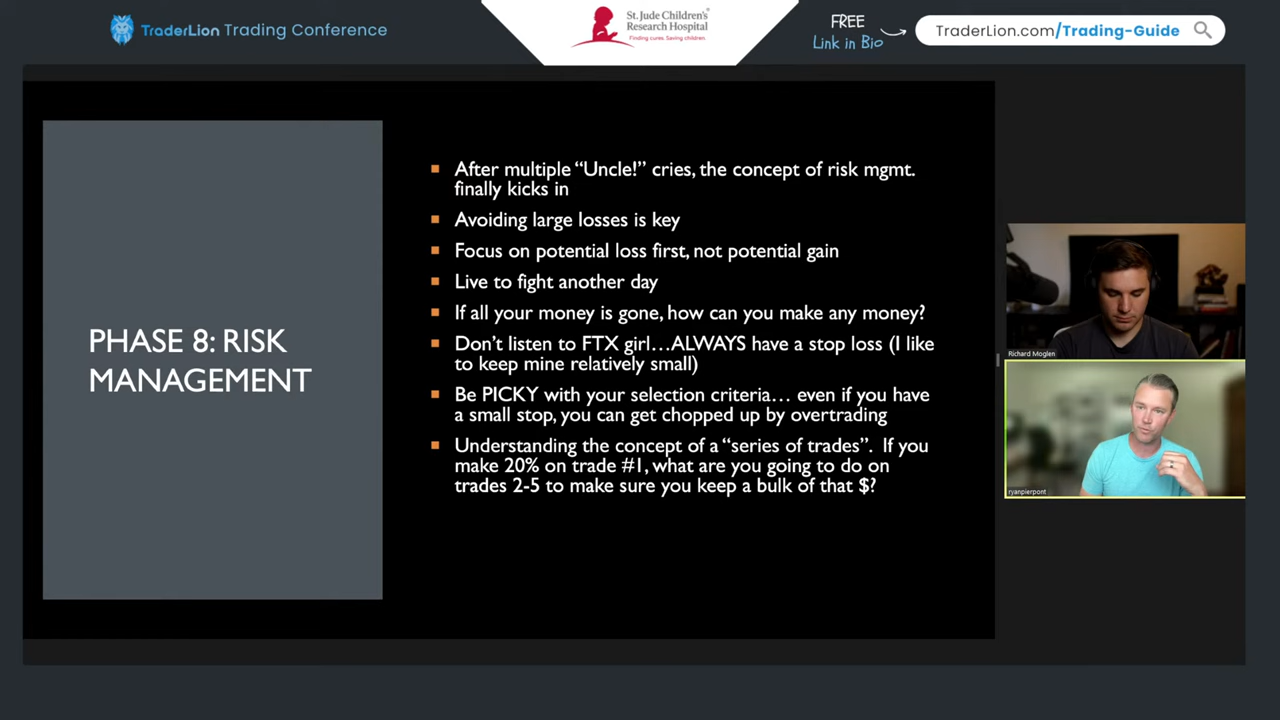 TraderLion Trading Conference
St. Jude Children's
Research Hospital
Finding cures. Saving children.
FREE
Link in Bio
TraderLion.com/Trading-Guide
PHASE 8: RISK
MANAGEMENT
After multiple “Uncle!” cries, the concept of risk mgmt.
finally kicks in
Avoiding large losses is key
Focus on potential loss first, not potential gain
Live to fight another day
If all your money is gone, how can you make any money?
Don’t listen to FTX girl…ALWAYS have a stop loss (I like
to keep mine relatively small)
Be PICKY with your selection criteria… even if you have
a small stop, you can get chopped up by overtrading
Understanding the concept of a “series of trades”. If you
make 20% on trade #1, what are you going to do on
trades 2-5 to make sure you keep a bulk of that $?
Richard Moglen
ryanpierpont